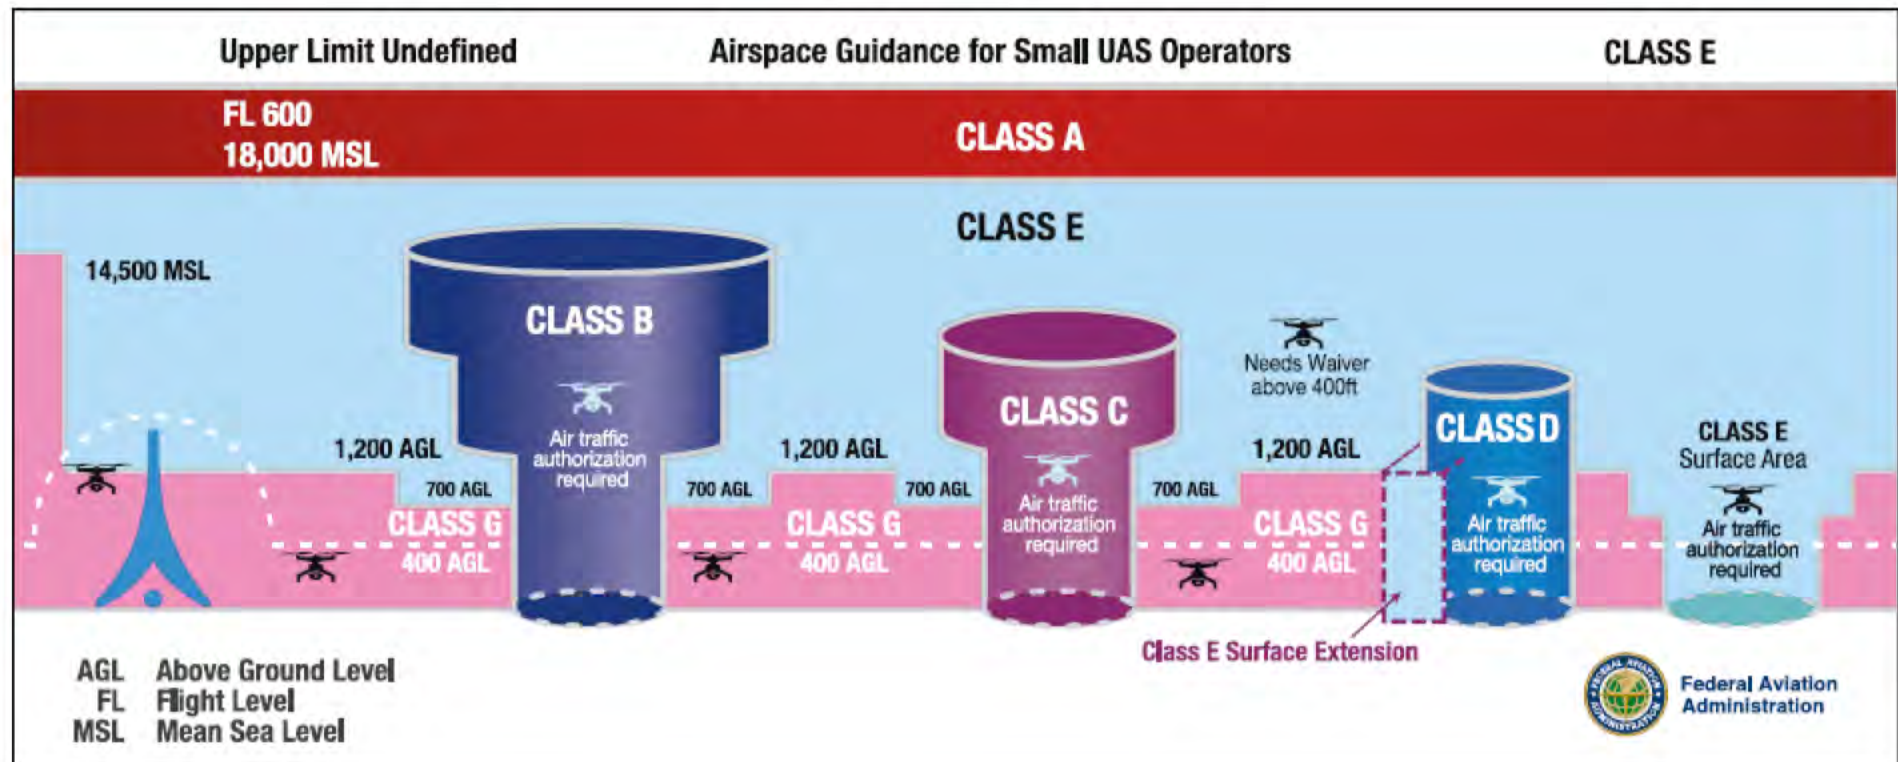 Upper Limit Undefined
Airspace Guidance for Small UAS Operators
CLASS E
FL 600
18,000 MSL
CLASS A
CLASS E
14,500 MSL
CLASS B
Air traffic
authorization
required
Needs Waiver
above 400ft
CLASS C
Air traffic
authorization
required
CLASS D
Air traffic
authorization
required
CLASS E
Surface Area
Air traffic
authorization
required
1,200 AGL
700 AGL
700 AGL
1,200 AGL
700 AGL
700 AGL
1,200 AGL
CLASS G
400 AGL
CLASS G
400 AGL
CLASS G
400 AGL
Class E Surface Extension
AGL Above Ground Level
FL Flight Level
MSL Mean Sea Level
FEDERAL AVIATION
ADMINISTRATION
Federal Aviation
Administration